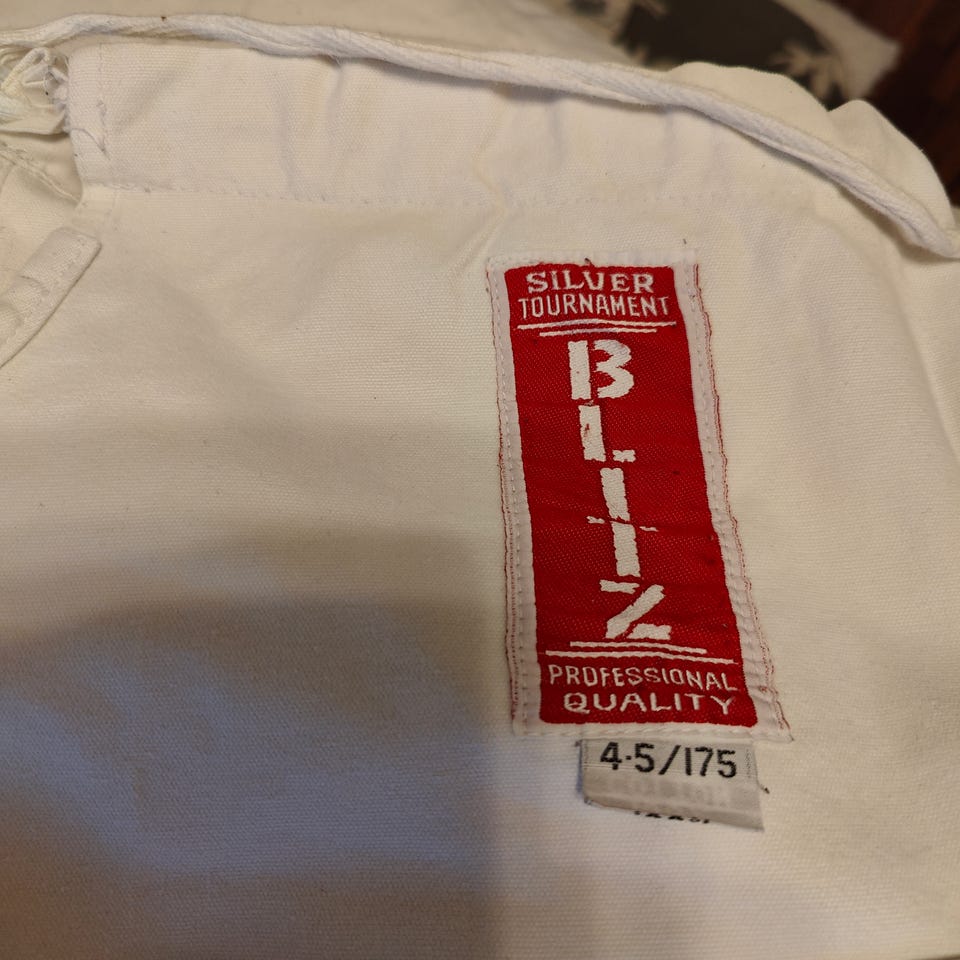 SILVER
TOURNAMENT
BLITZ
PROFESSIONAL
QUALITY
4·5/175